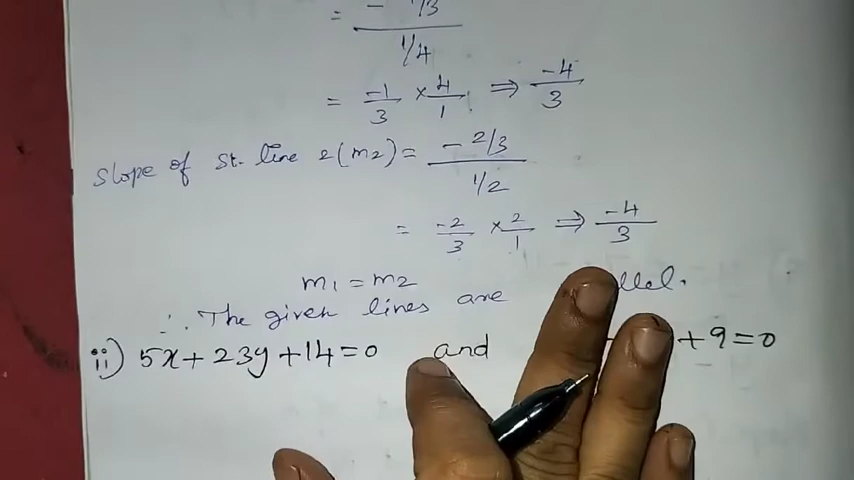 = -1/3 / 1/4
= -1/3 × 4/1 ⇒ -4/3
slope of st. line 2(m2) = -2/3 / 1/2
= -2/3 × 2/1 ⇒ -4/3
m1 = m2
∴ The given lines are llel.
ii) 5x + 23y + 14 = 0 and + 9 = 0